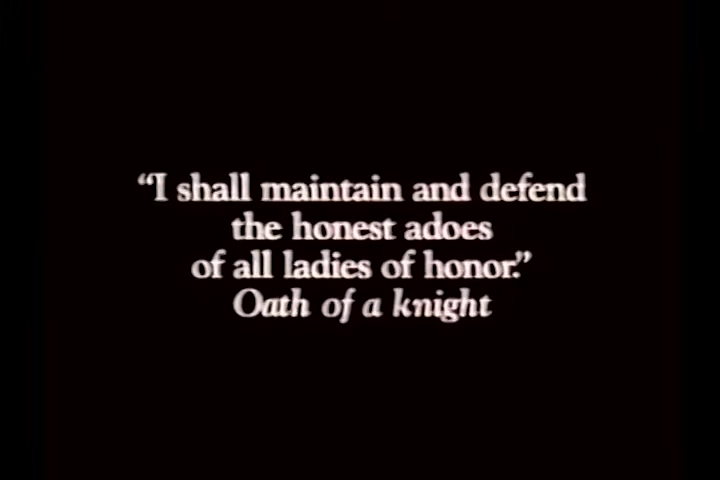 “I shall maintain and defend
the honest adoes
of all ladies of honor.”
Oath of a knight